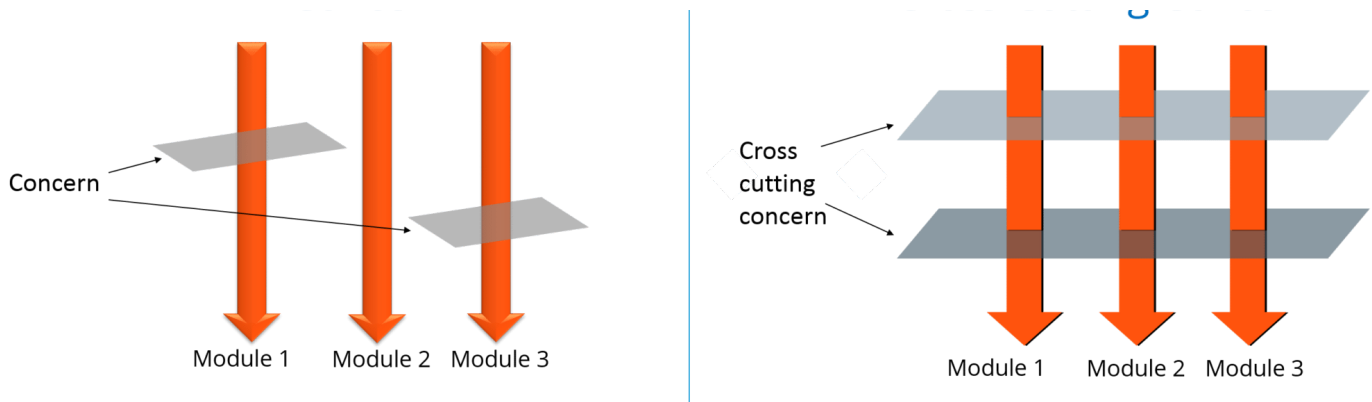 Concern
Module 1
Module 2
Module 3
Cross
cutting
concern
Module 1
Module 2
Module 3